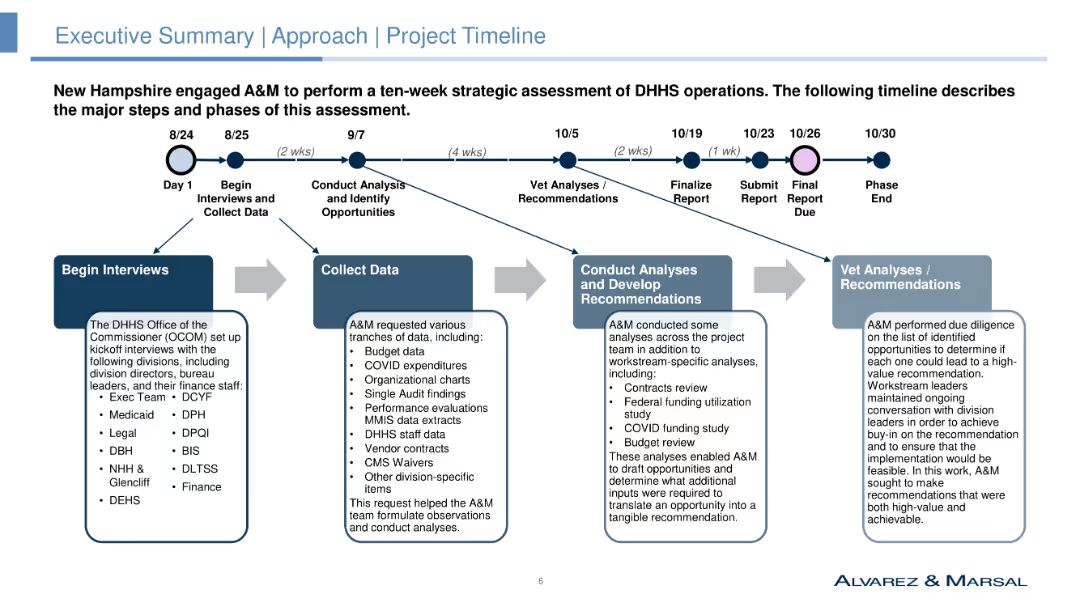 Executive Summary | Approach | Project Timeline
New Hampshire engaged A&M to perform a ten-week strategic assessment of DHHS operations. The following timeline describes
the major steps and phases of this assessment.
8/24
8/25
9/7
10/5
10/19
10/23
10/26
10/30
(2 wks)
(4 wks)
(2 wks)
(1 wk)
Day 1
Begin
Interviews and
Collect Data
Conduct Analysis
and Identify
Opportunities
Vet Analyses /
Recommendations
Finalize
Report
Submit
Report
Final
Report
Due
Phase
End
Begin Interviews
The DHHS Office of the
Commissioner (OCOM) set up
kickoff interviews with the
following divisions, including
division directors, bureau
leaders, and their finance staff:
• Exec Team
• Medicaid
• Legal
• DBH
• NHH &
Glencliff
• DEHS
• DCYF
• DPH
• DPQI
• BIS
• DLTSS
• Finance
Collect Data
A&M requested various
tranches of data, including:
• Budget data
• COVID expenditures
• Organizational charts
• Single Audit findings
• Performance evaluations
MMIS data extracts
• DHHS staff data
• Vendor contracts
• CMS Waivers
• Other division-specific
items
This request helped the A&M
team formulate observations
and conduct analyses.
Conduct Analyses
and Develop
Recommendations
A&M conducted some
analyses across the project
team in addition to
workstream-specific analyses,
including:
• Contracts review
• Federal funding utilization
study
• COVID funding study
• Budget review
These analyses enabled A&M
to draft opportunities and
determine what additional
inputs were required to
translate an opportunity into a
tangible recommendation.
Vet Analyses /
Recommendations
A&M performed due diligence
on the list of identified
opportunities to determine if
each one could lead to a high-
value recommendation.
Workstream leaders
maintained ongoing
conversation with division
leaders in order to achieve
buy-in on the recommendation
and to ensure that the
implementation would be
feasible. In this work, A&M
sought to make
recommendations that were
both high-value and
achievable.
6
ALVAREZ & MARSAL